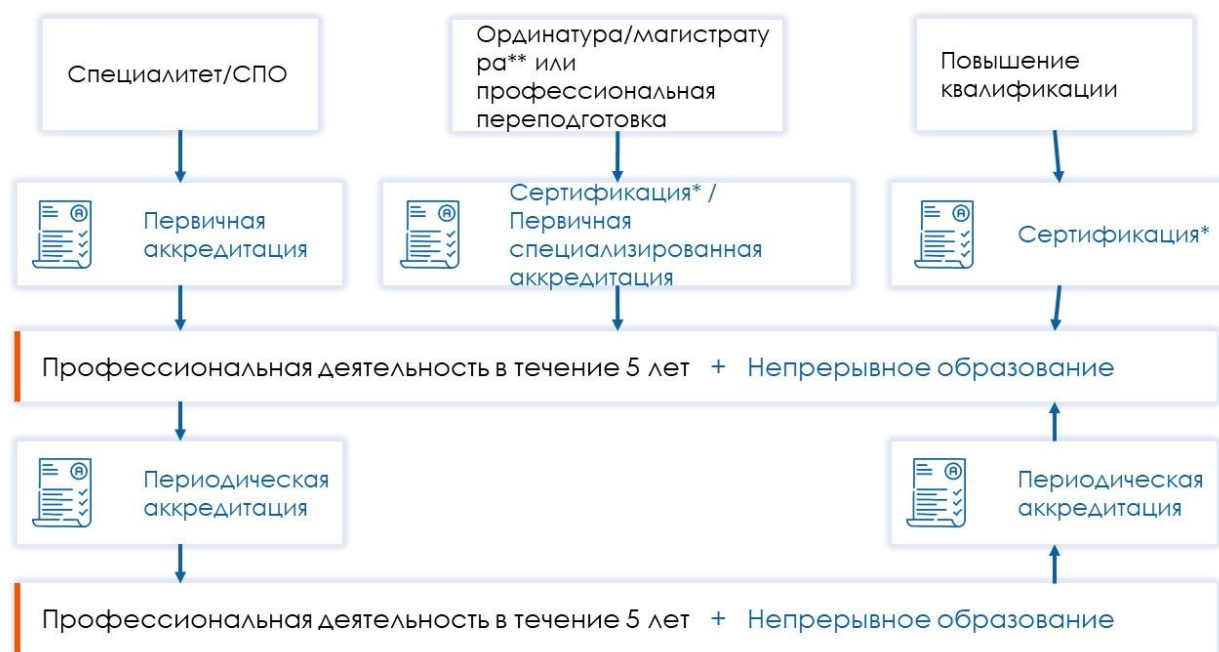 Специалитет/СПО
Ординатура/магистрату
ра** или
профессиональная
переподготовка
Повышение
квалификации
Первичная
аккредитация
Сертификация* /
Первичная
специализированная
аккредитация
Сертификация*
Профессиональная деятельность в течение 5 лет + Непрерывное образование
Периодическая
аккредитация
Периодическая
аккредитация
Профессиональная деятельность в течение 5 лет + Непрерывное образование